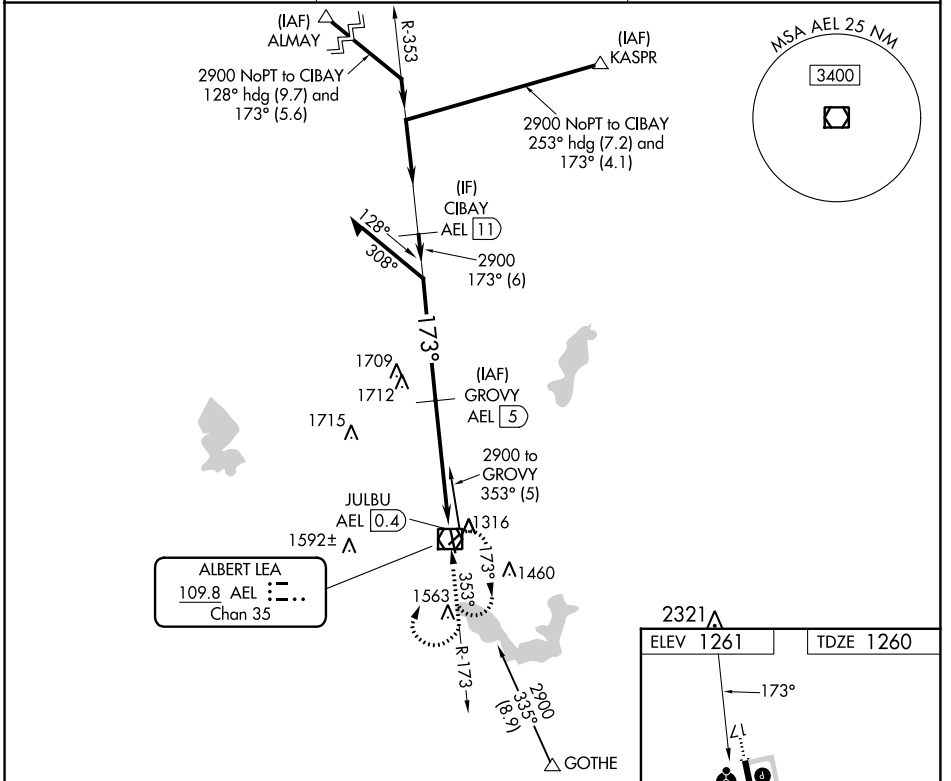 (IAF)
ALMAY
R-353
2900 NoPT to CIBAY
128° hdg (9.7) and
173° (5.6)
(IAF)
KASPR
2900 NoPT to CIBAY
253° hdg (7.2) and
173° (4.1)
MSA AEL 25 NM
3400
(IF)
CIBAY
AEL 11
128°
308°
2900
173° (6)
173°
1709
1712
1715
(IAF)
GROVY
AEL 5
2900 to
GROVY
353° (5)
JULBU
AEL 0.4
1316
1592±
173°
1460
ALBERT LEA
109.8 AEL
Chan 35
353°
1563
R-173
2900
335°
(8.9)
GOTHE
2321
ELEV 1261
TDZE 1260
173°
17
P